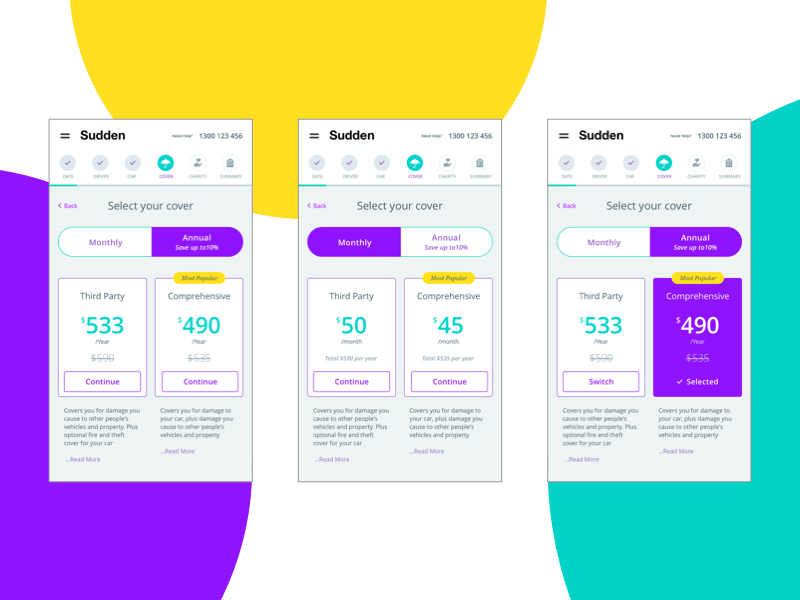 Sudden
Need Help? 1300 123 456
DATE DRIVER CAR COVER CHARITY SUMMARY
Back
Select your cover
Monthly
Annual
Save up to10%
Most Popular
Third Party
$533
/Year
$590
Continue
Covers you for damage you
cause to other people's
vehicles and property. Plus
optional fire and theft
cover for your car
...Read More
Comprehensive
$490
/Year
$535
Continue
Covers you for damage to
your car, plus damage you
cause to other people's
vehicles and property
...Read More
Sudden
Need Help? 1300 123 456
DATE DRIVER CAR COVER CHARITY SUMMARY
Back
Select your cover
Monthly
Annual
Save up to10%
Most Popular
Third Party
$50
/month
Total $590 per year
Continue
Covers you for damage you
cause to other people's
vehicles and property. Plus
optional fire and theft
cover for your car
...Read More
Comprehensive
$45
/month
Total $535 per year
Continue
Covers you for damage to
your car, plus damage you
cause to other people's
vehicles and property
...Read More
Sudden
Need Help? 1300 123 456
DATE DRIVER CAR COVER CHARITY SUMMARY
Back
Select your cover
Monthly
Annual
Save up to10%
Most Popular
Third Party
$533
/Year
$590
Switch
Covers you for damage you
cause to other people's
vehicles and property. Plus
optional fire and theft
cover for your car
...Read More
Comprehensive
$490
/Year
$535
Selected
Covers you for damage to
your car, plus damage you
cause to other people's
vehicles and property
...Read More